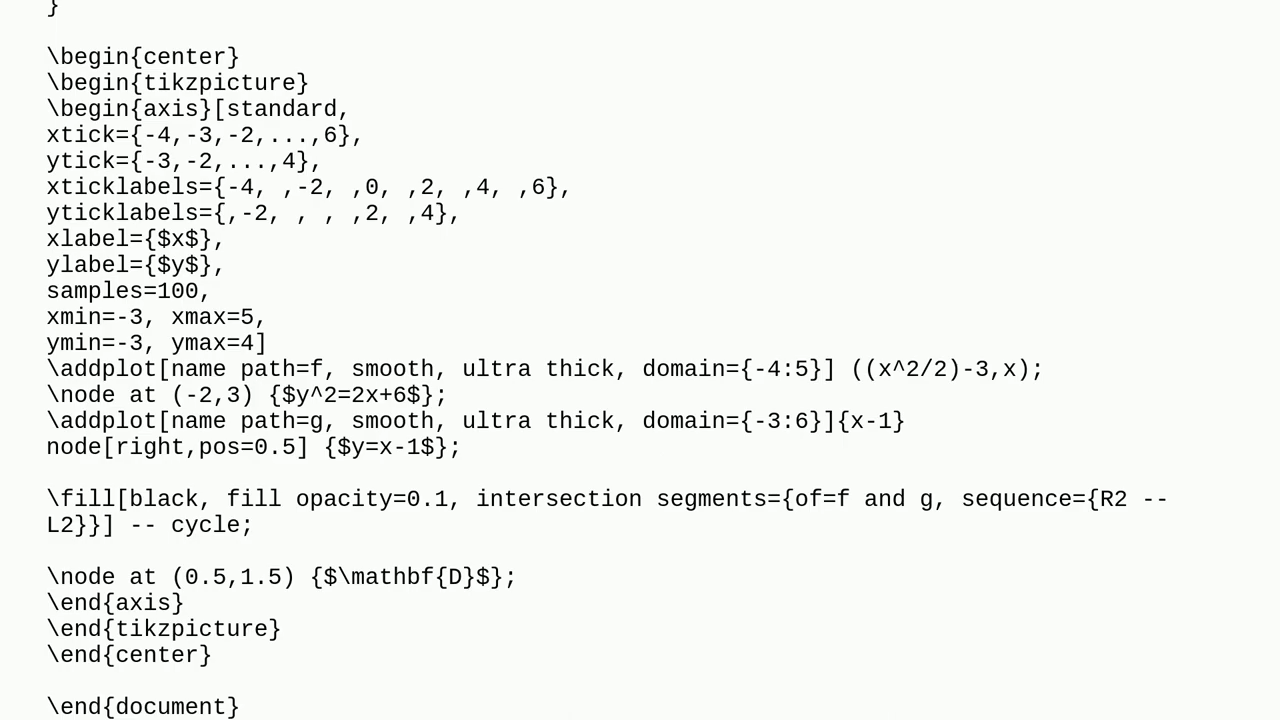 }
\begin{center}
\begin{tikzpicture}
\begin{axis}[standard,
xtick={-4,-3,-2,...,6},
ytick={-3,-2,...,4},
xticklabels={-4, ,-2, ,0, ,2, ,4, ,6},
yticklabels={,-2, , , ,2, ,4},
xlabel={$x$},
ylabel={$y$},
samples=100,
xmin=-3, xmax=5,
ymin=-3, ymax=4]
\addplot[name path=f, smooth, ultra thick, domain={-4:5}] ((x^2/2)-3,x);
\node at (-2,3) {$y^2=2x+6$};
\addplot[name path=g, smooth, ultra thick, domain={-3:6}]{x-1}
node[right,pos=0.5] {$y=x-1$};
\fill[black, fill opacity=0.1, intersection segments={of=f and g, sequence={R2 --
L2}}] -- cycle;
\node at (0.5,1.5) {$\mathbf{D}$};
\end{axis}
\end{tikzpicture}
\end{center}
\end{document}